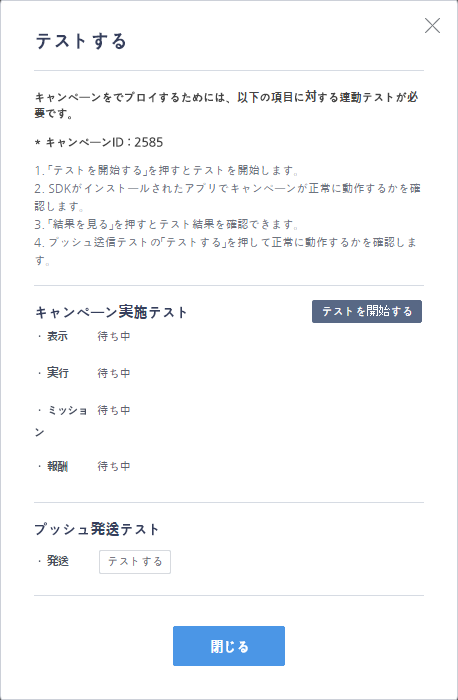 テストする
キャンペーンをでプロイするためには、以下の項目に対する連動テストが必
要です。
* キャンペーンID : 2585
1. 「テストを開始する」を押すとテストを開始します。
2. SDKがインストールされたアプリでキャンペーンが正常に動作するかを確
認します。
3. 「結果を見る」を押すとテスト結果を確認できます。
4. プッシュ送信テストの「テストする」を押して正常に動作するかを確認しま
す。
キャンペーン実施テスト テストを開始する
· 表示 待ち中
· 実行 待ち中
· ミッショ 待ち中
ン
· 報酬 待ち中
プッシュ発送テスト
· 発送 テストする
閉じる